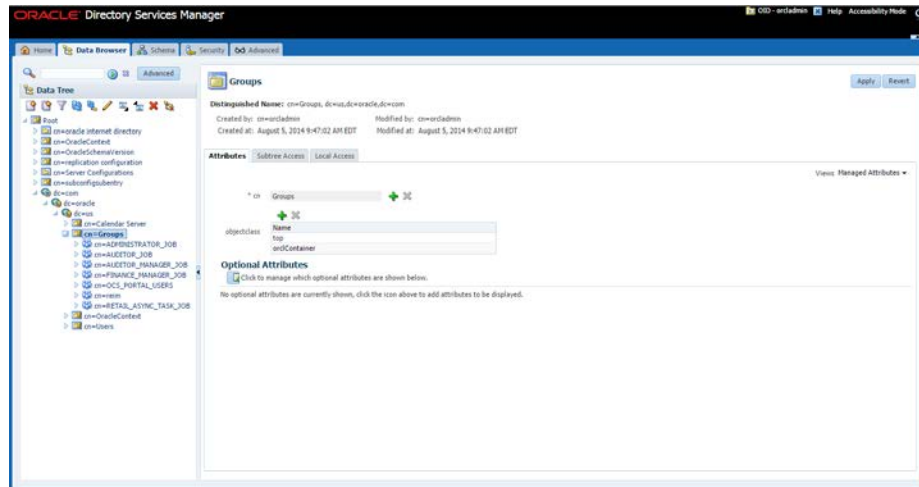 ORACLE Directory Services Manager
OID - orcladmin Help Accessibility Mode
Home Data Browser Schema Security Advanced
Advanced
Data Tree
Root
cn=oracle internet directory
cn=OracleContext
cn=OracleSchemaVersion
cn=replication configuration
cn=Server Configurations
cn=subconfigsubentry
dc=com
dc=oracle
dc=us
cn=Calendar Server
cn=Groups
cn=ADMINISTRATOR_JOB
cn=AUDITOR_JOB
cn=AUDITOR_MANAGER_JOB
cn=FINANCE_MANAGER_JOB
cn=OCS_PORTAL_USERS
cn=reim
cn=RETAIL_ASYNC_TASK_JOB
cn=OracleContext
cn=Users
Groups
Apply Revert
Distinguished Name: cn=Groups, dc=us,dc=oracle,dc=com
Created by: cn=orcladmin Modified by: cn=orcladmin
Created at: August 5, 2014 9:47:02 AM EDT Modified at: August 5, 2014 9:47:02 AM EDT
Attributes Subtree Access Local Access
Views Managed Attributes
* cn Groups
objectclass
Name
top
orclContainer
Optional Attributes
Click to manage which optional attributes are shown below.
No optional attributes are currently shown, click the icon above to add attributes to be displayed.